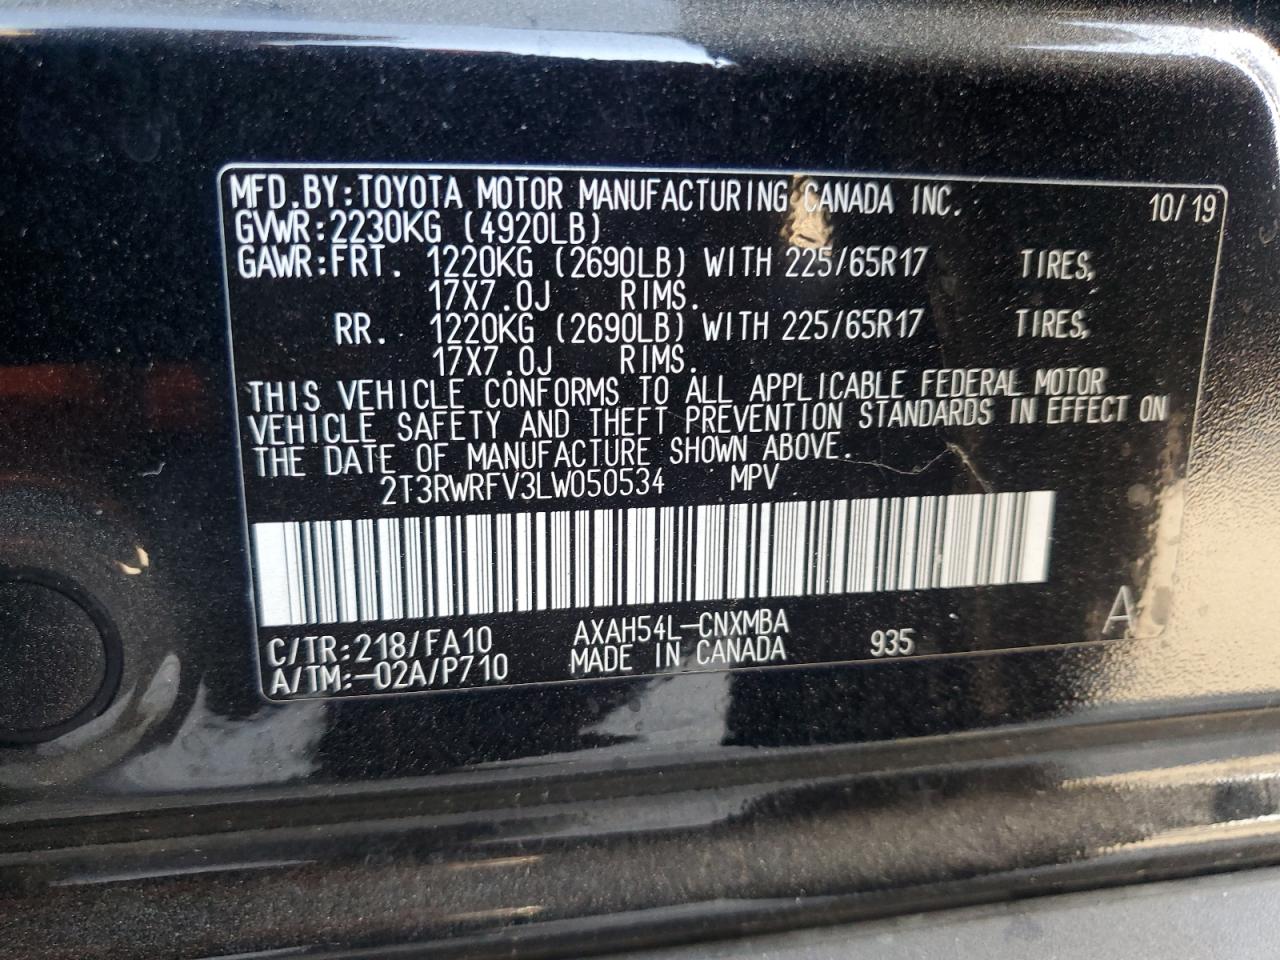 MFD.BY:TOYOTA MOTOR MANUFACTURING CANADA INC. 10/19
GVWR:2230KG (4920LB)
GAWR:FRT. 1220KG (2690LB) WITH 225/65R17 TIRES,
17X7.0J RIMS.
RR. 1220KG (2690LB) WITH 225/65R17 TIRES,
17X7.0J RIMS.
THIS VEHICLE CONFORMS TO ALL APPLICABLE FEDERAL MOTOR
VEHICLE SAFETY AND THEFT PREVENTION STANDARDS IN EFFECT ON
THE DATE OF MANUFACTURE SHOWN ABOVE.
2T3RWRFV3LW050534 MPV
C/TR:218/FA10 AXAH54L-CNXMBA 935 A
A/TM:-02A/P710 MADE IN CANADA